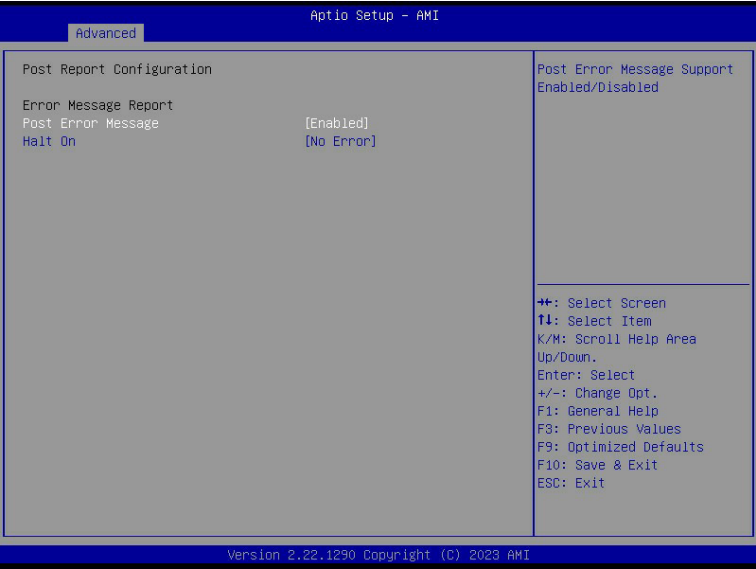 Aptio Setup – AMI
Advanced
Post Report Configuration
Error Message Report
Post Error Message [Enabled]
Halt On [No Error]
Post Error Message Support
Enabled/Disabled
→←: Select Screen
↑↓: Select Item
K/M: Scroll Help Area
Up/Down.
Enter: Select
+/-: Change Opt.
F1: General Help
F3: Previous Values
F9: Optimized Defaults
F10: Save & Exit
ESC: Exit
Version 2.22.1290 Copyright (C) 2023 AMI